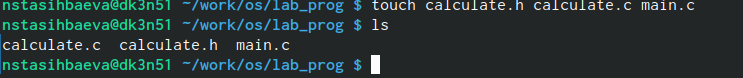 nstasihbaeva@dk3n51 ~/work/os/lab_prog $ touch calculate.h calculate.c main.c
nstasihbaeva@dk3n51 ~/work/os/lab_prog $ ls
calculate.c  calculate.h  main.c
nstasihbaeva@dk3n51 ~/work/os/lab_prog $